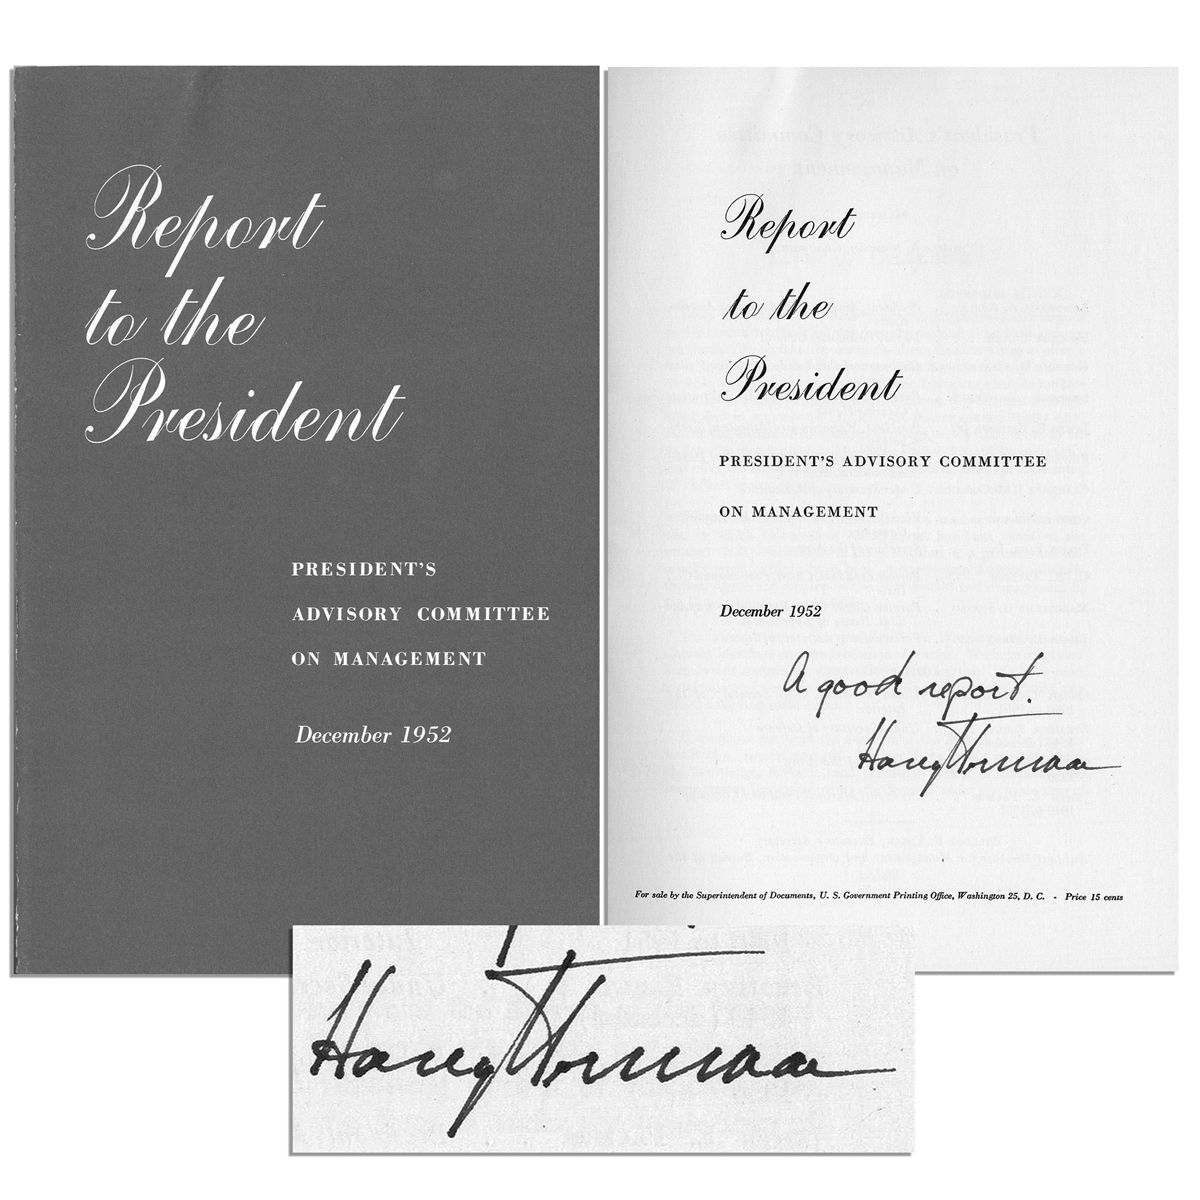 Report
to the
President
PRESIDENT'S
ADVISORY COMMITTEE
ON MANAGEMENT
December 1952
Report
to the
President
PRESIDENT'S ADVISORY COMMITTEE
ON MANAGEMENT
December 1952
A good report.
Harry Truman
For sale by the Superintendent of Documents, U. S. Government Printing Office, Washington 25, D. C. - Price 15 cents
Harry Truman